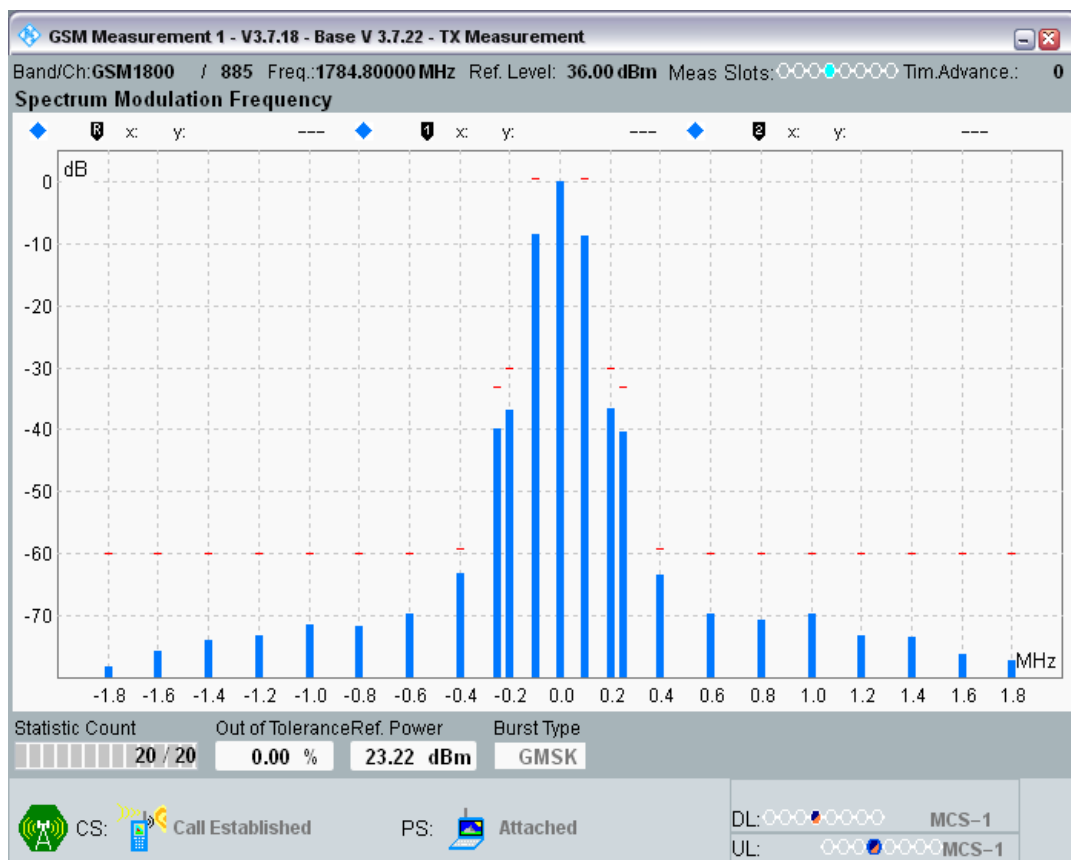 GSM Measurement 1 - V3.7.18 - Base V 3.7.22 - TX Measurement
Band/Ch:GSM1800 / 885 Freq.:1784.80000 MHz Ref. Level: 36.00 dBm Meas Slots: Tim.Advance.: 0
Spectrum Modulation Frequency
R x: y: --- 1 x: y: --- 2 x: y: ---
dB
0
-10
-20
-30
-40
-50
-60
-70
MHz
-1.8 -1.6 -1.4 -1.2 -1.0 -0.8 -0.6 -0.4 -0.2 0.0 0.2 0.4 0.6 0.8 1.0 1.2 1.4 1.6 1.8
Statistic Count Out of Tolerance Ref. Power Burst Type
20 / 20 0.00 % 23.22 dBm GMSK
CS: Call Established PS: Attached DL: MCS-1
UL: MCS-1